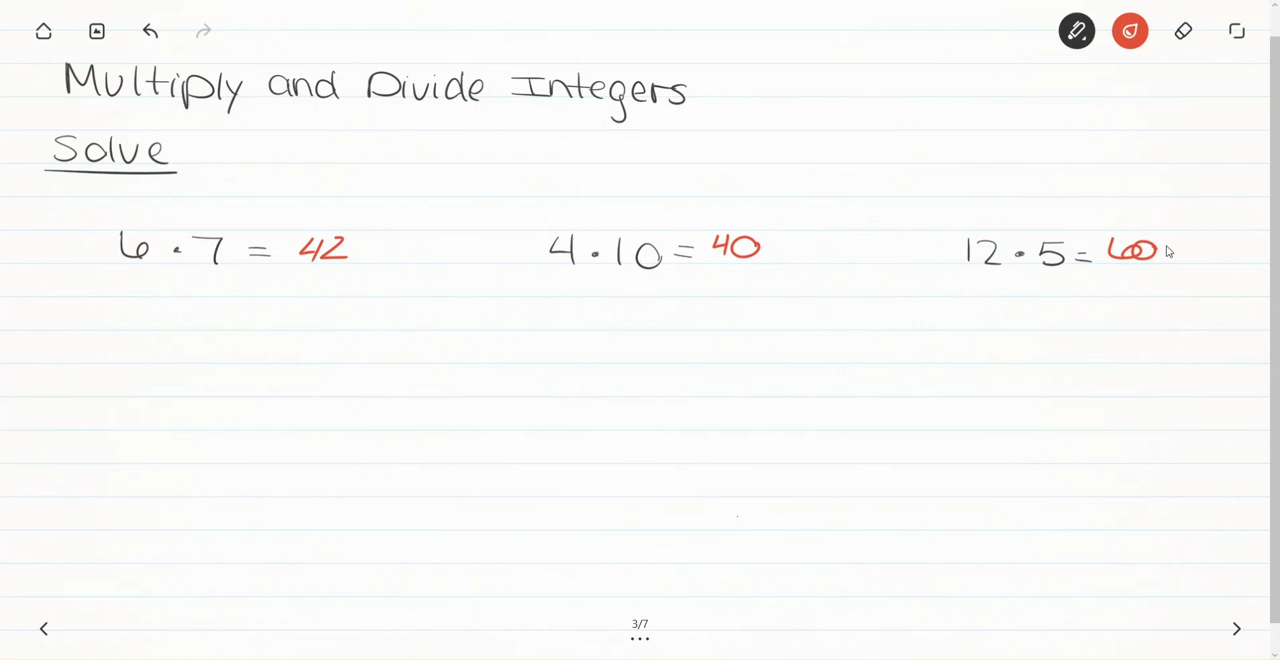 Multiply and Divide Integers
Solve
6 · 7 = 42 4 · 10 = 40 12 · 5 = 60
3/7